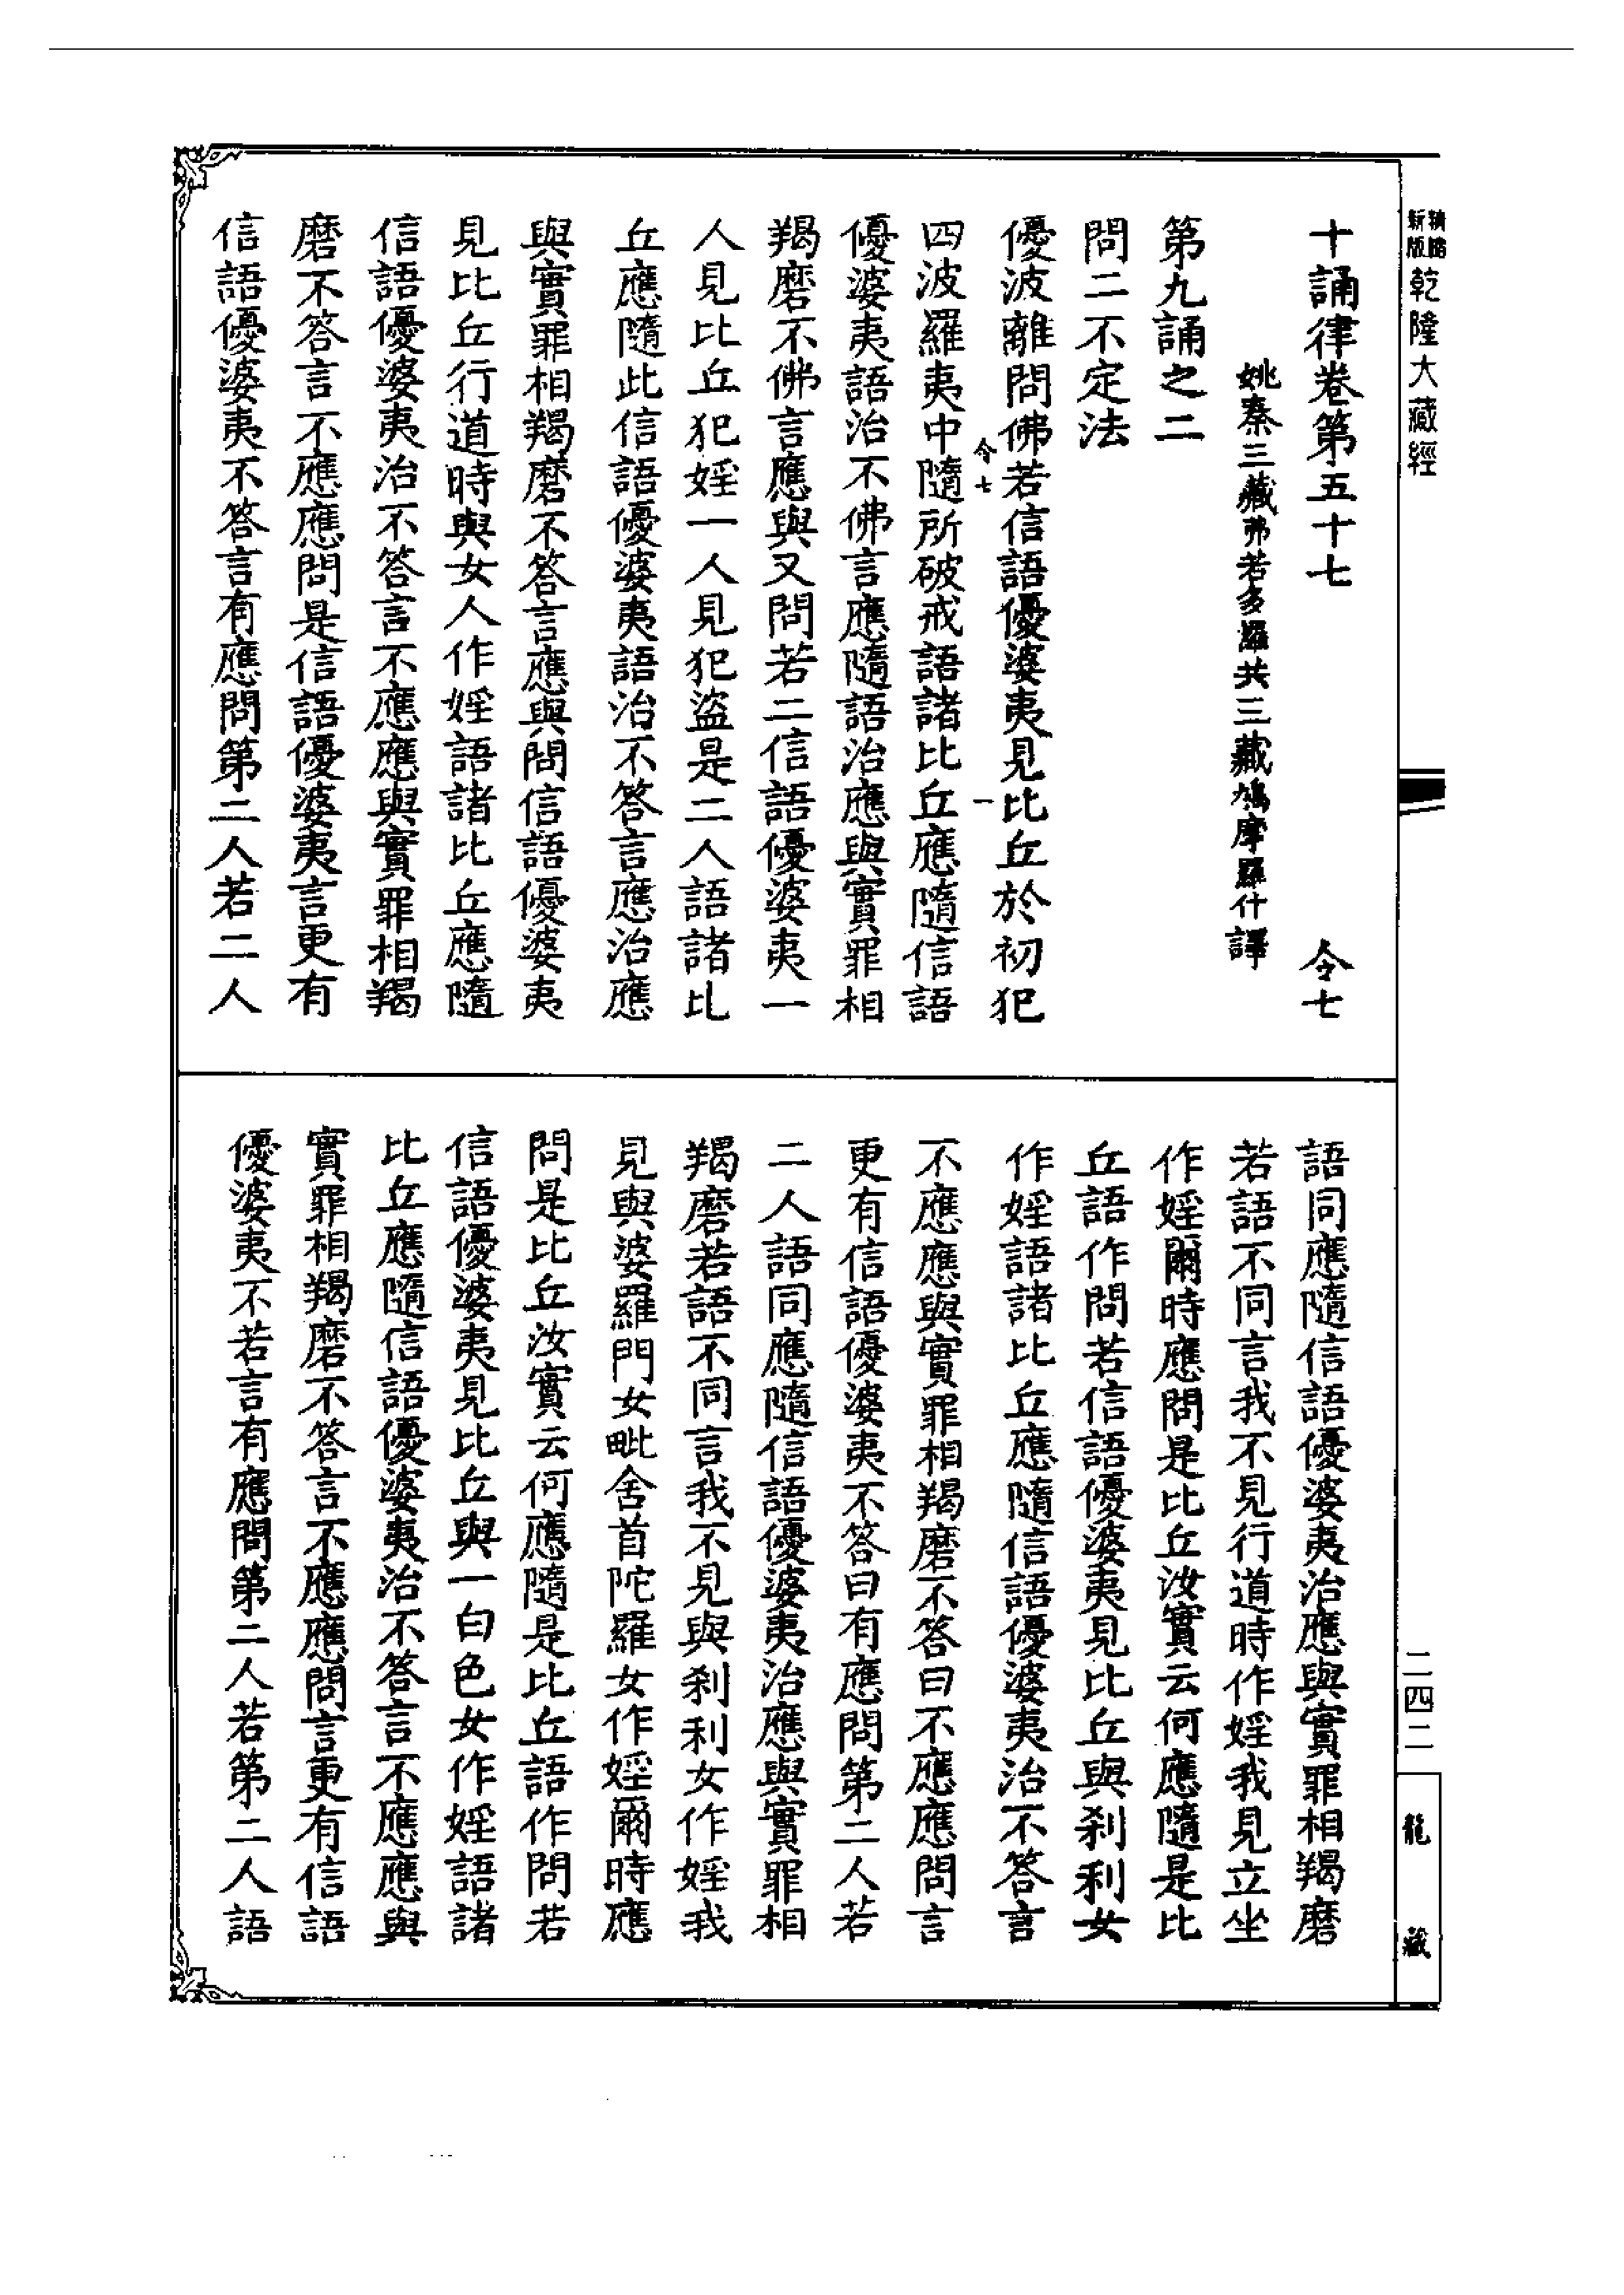 新版
精縮
乾隆大藏經
十誦律卷第五十七 令七
姚秦三藏弗若多羅共三藏鳩摩羅什譯
第九誦之二
問二不定法
優波離問佛若信語優婆夷見比丘於初犯
令七 一
四波羅夷中隨所破戒語諸比丘應隨信語
優婆夷語治不佛言應隨語治應與實罪相
羯磨不佛言應與又問若二信語優婆夷一
人見比丘犯婬一人見犯盜是二人語諸比
丘應隨此信語優婆夷語治不答言應治應
與實罪相羯磨不答言應與問信語優婆夷
見比丘行道時與女人作婬語諸比丘應隨
信語優婆夷治不答言不應應與實罪相羯
磨不答言不應應問是信語優婆夷言更有
信語優婆夷不答言有應問第二人若二人
語同應隨信語優婆夷治應與實罪相羯磨
若語不同言我不見行道時作婬我見立坐
作婬爾時應問是比丘汝實云何應隨是比
丘語作問若信語優婆夷見比丘與剎利女
作婬語諸比丘應隨信語優婆夷治不答言
不應應與實罪相羯磨不答曰不應應問言
更有信語優婆夷不答曰有應問第二人若
二人語同應隨信語優婆夷治應與實罪相
羯磨若語不同言我不見與剎利女作婬我
見與婆羅門女毗舍首陀羅女作婬爾時應
問是比丘汝實云何應隨是比丘語作問若
信語優婆夷見比丘與一白色女作婬語諸
比丘應隨信語優婆夷治不答言不應應與
實罪相羯磨不答言不應應問言更有信語
優婆夷不若言有應問第二人若第二人語
二四二
龍藏